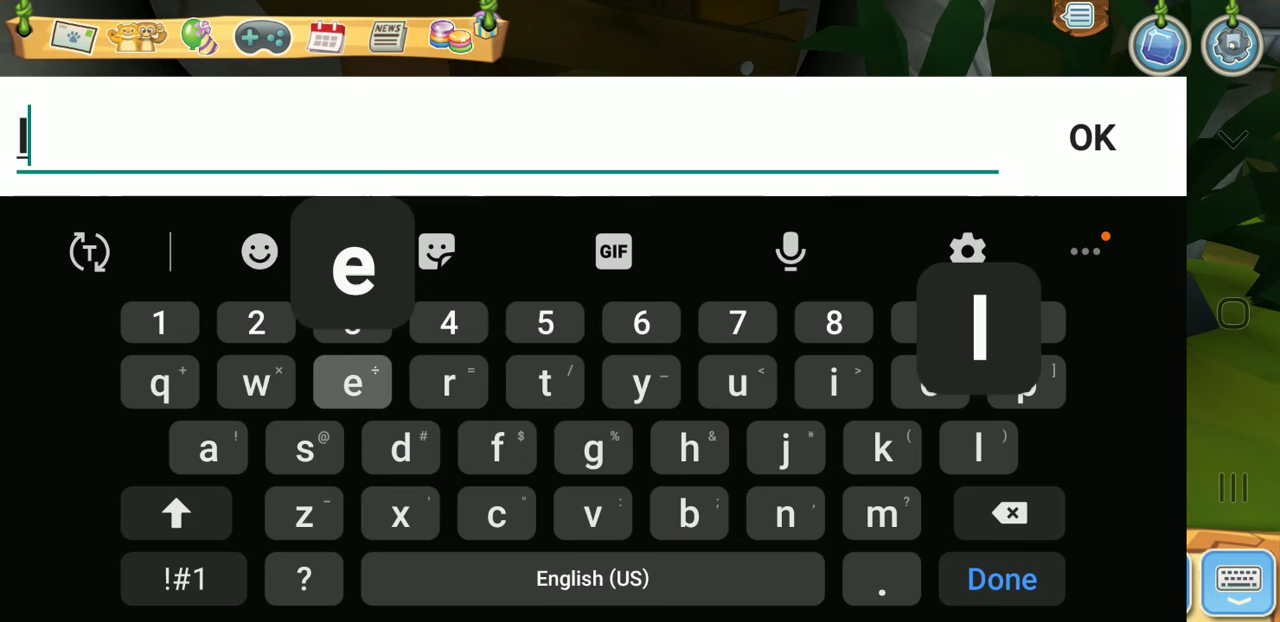 NEWS
l
OK
T
GIF
e
l
1 2 4 5 6 7 8
q + w × e ÷ r = t / y _ u < i > ]
a ! s @ d # f $ g % h & j * k ( l )
z - x ' c " v : b ; n , m ?
!#1 ? English (US) . Done